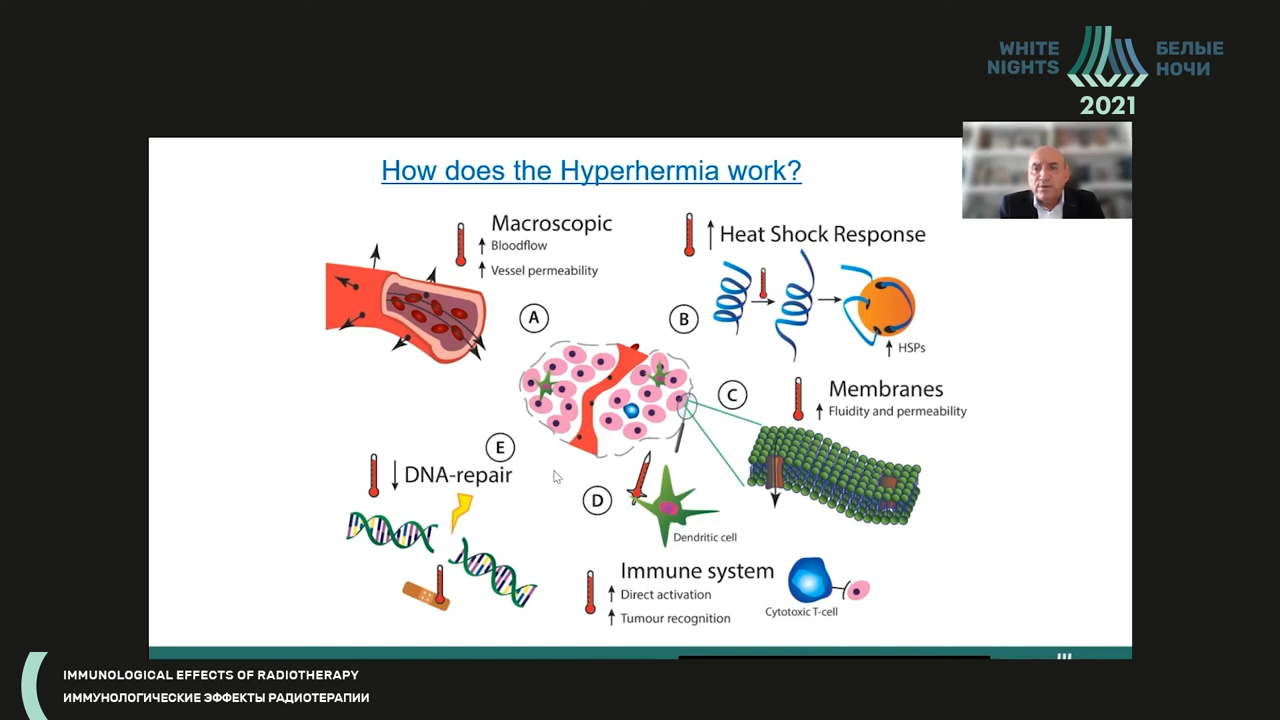 WHITE
NIGHTS
БЕЛЫЕ
НОЧИ
2021
How does the Hyperhermia work?
Macroscopic
Bloodflow
Vessel permeability
A
Heat Shock Response
B
HSPs
C
Membranes
Fluidity and permeability
E
DNA-repair
D
Dendritic cell
Immune system
Direct activation
Tumour recognition
Cytotoxic T-cell
IMMUNOLOGICAL EFFECTS OF RADIOTHERAPY
ИММУНОЛОГИЧЕСКИЕ ЭФФЕКТЫ РАДИОТЕРАПИИ